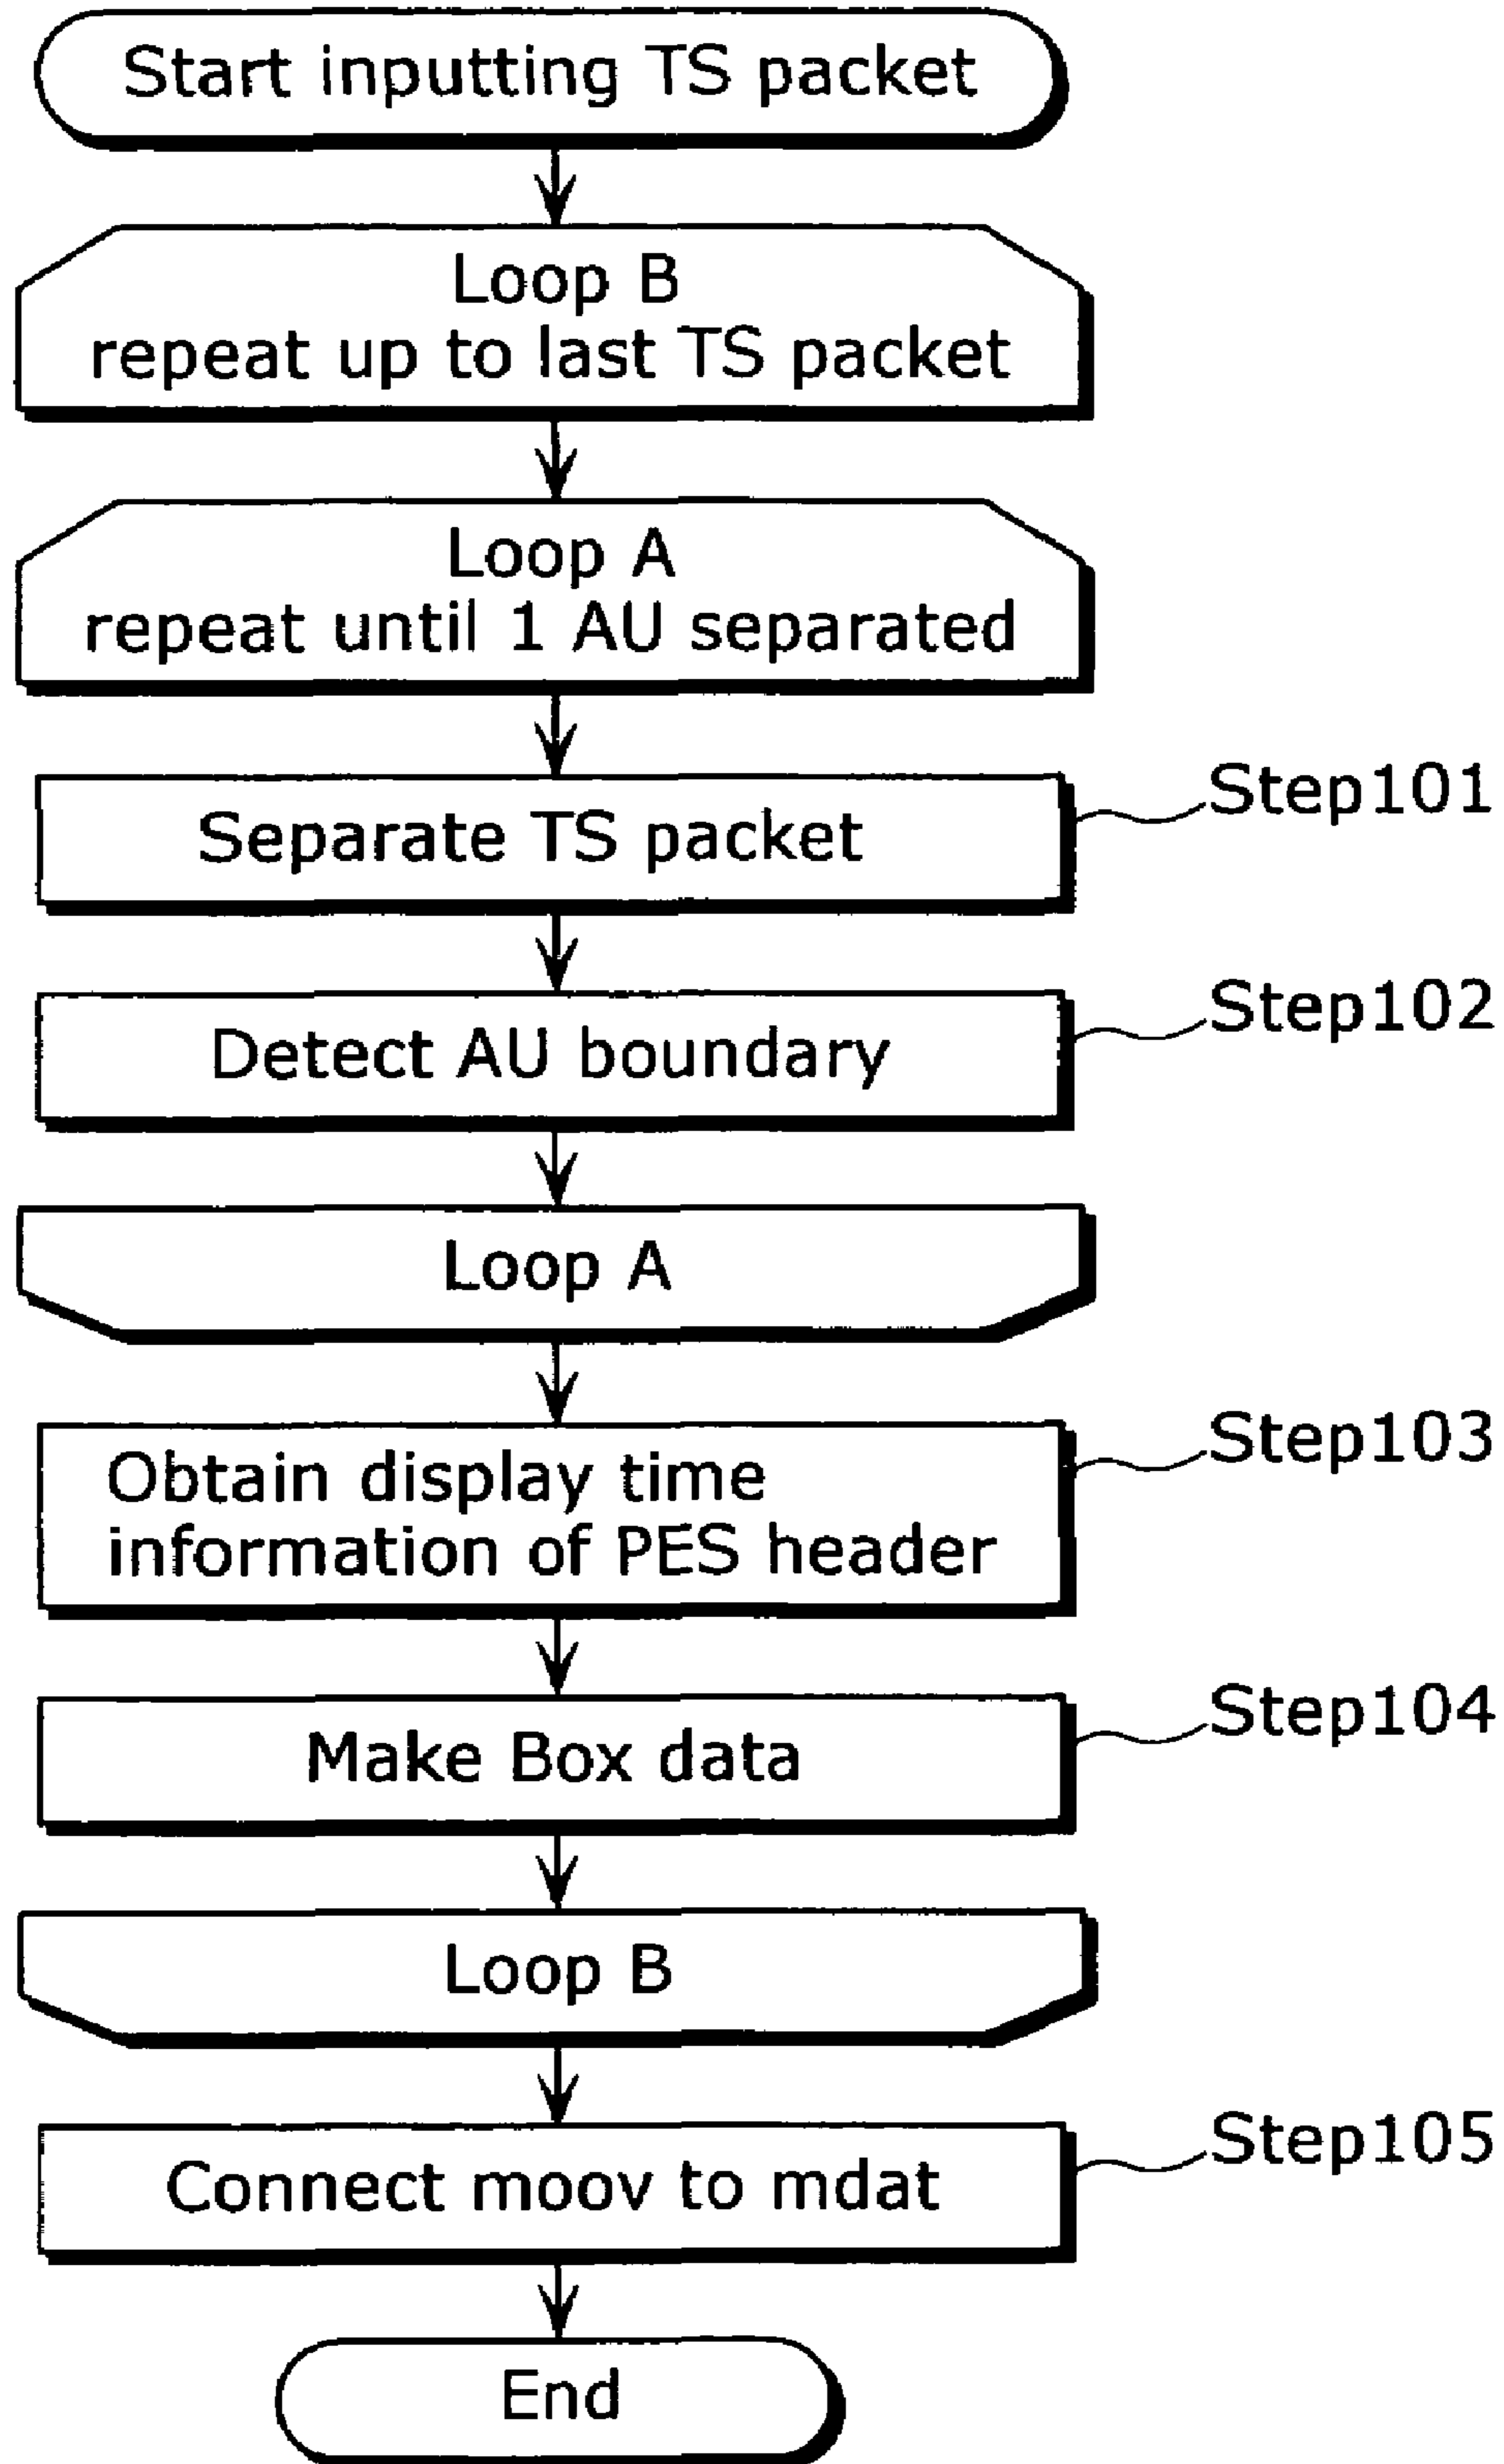 Start inputting TS packet
Loop B
repeat up to last TS packet
Loop A
repeat until 1 AU separated
Separate TS packet
Step101
Detect AU boundary
Step102
Loop A
Obtain display time
information of PES header
Step103
Make Box data
Step104
Loop B
Connect moov to mdat
Step105
End